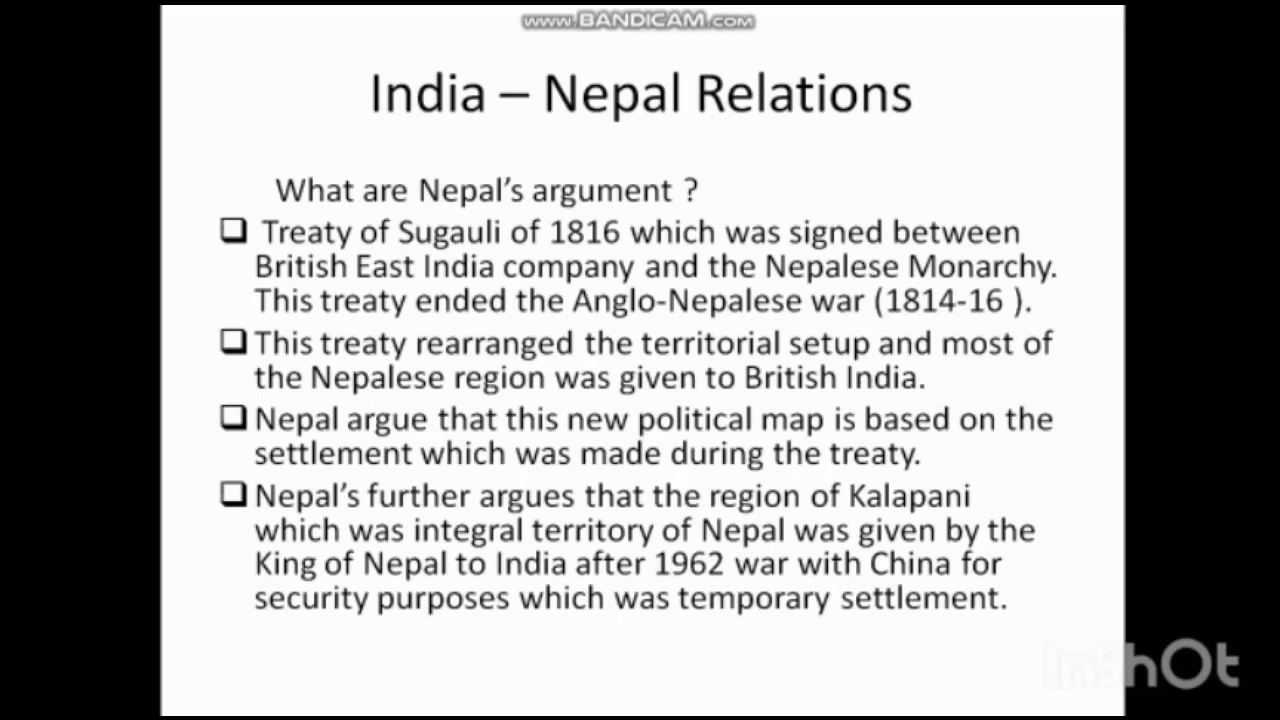 www.BANDICAM.com
India – Nepal Relations
What are Nepal's argument ?
Treaty of Sugauli of 1816 which was signed between
British East India company and the Nepalese Monarchy.
This treaty ended the Anglo-Nepalese war (1814-16 ).
This treaty rearranged the territorial setup and most of
the Nepalese region was given to British India.
Nepal argue that this new political map is based on the
settlement which was made during the treaty.
Nepal's further argues that the region of Kalapani
which was integral territory of Nepal was given by the
King of Nepal to India after 1962 war with China for
security purposes which was temporary settlement.
InShOt